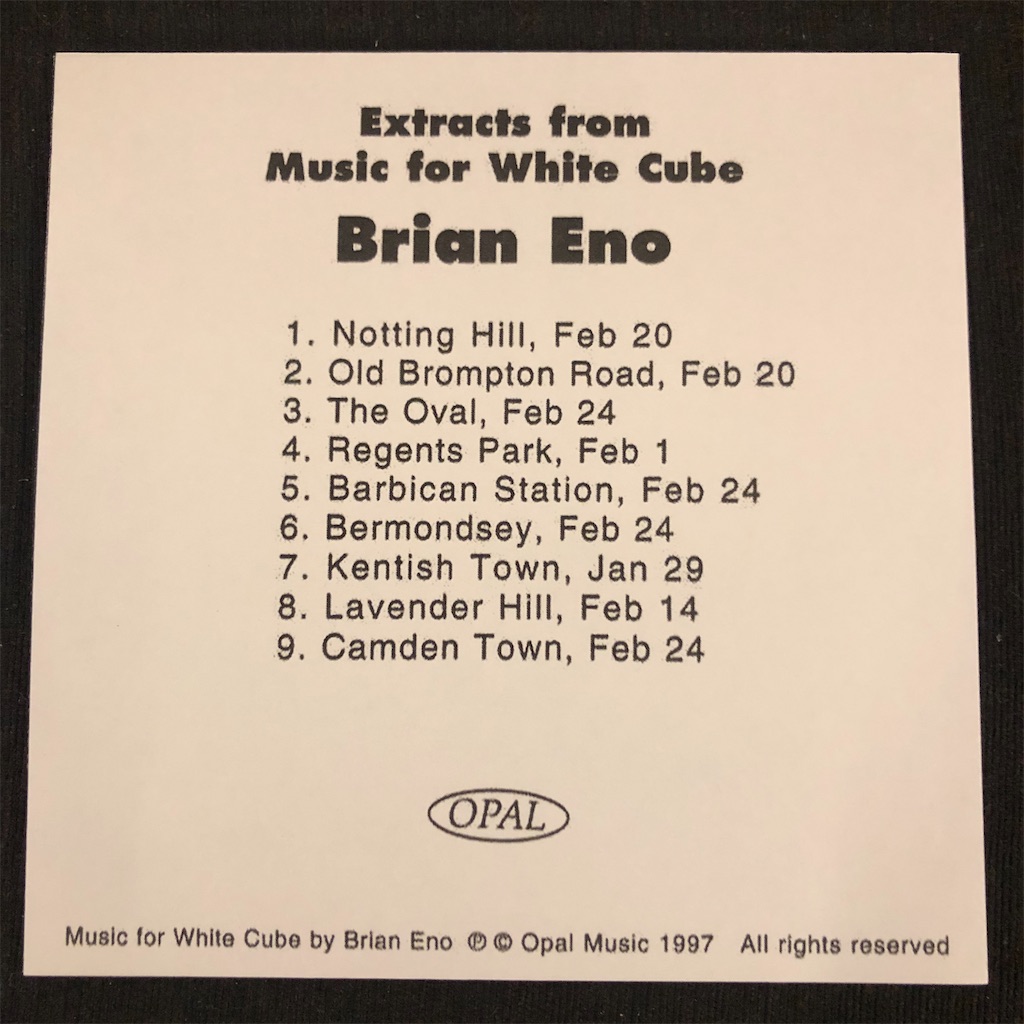 Extracts from
Music for White Cube
Brian Eno
1. Notting Hill, Feb 20
2. Old Brompton Road, Feb 20
3. The Oval, Feb 24
4. Regents Park, Feb 1
5. Barbican Station, Feb 24
6. Bermondsey, Feb 24
7. Kentish Town, Jan 29
8. Lavender Hill, Feb 14
9. Camden Town, Feb 24
OPAL
Music for White Cube by Brian Eno ℗ © Opal Music 1997 All rights reserved